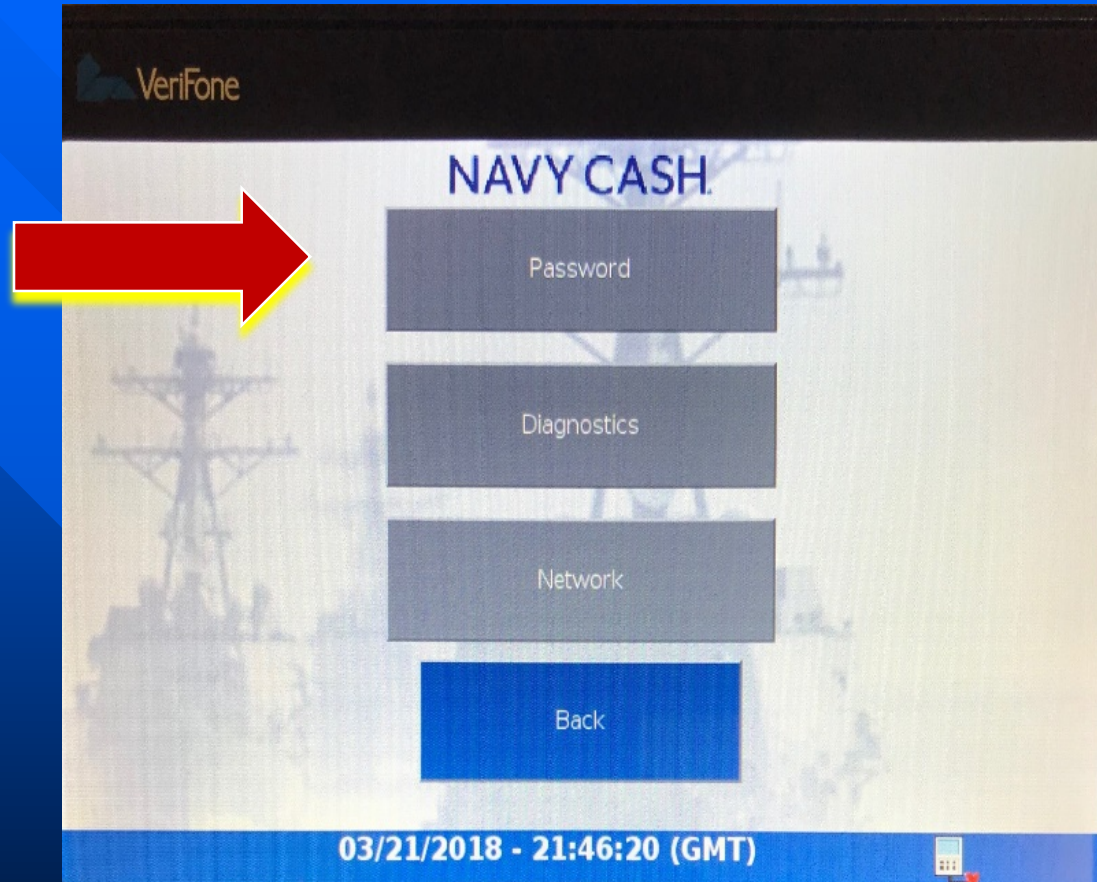 VeriFone
NAVY CASH.
Password
Diagnostics
Network
Back
03/21/2018 - 21:46:20 (GMT)